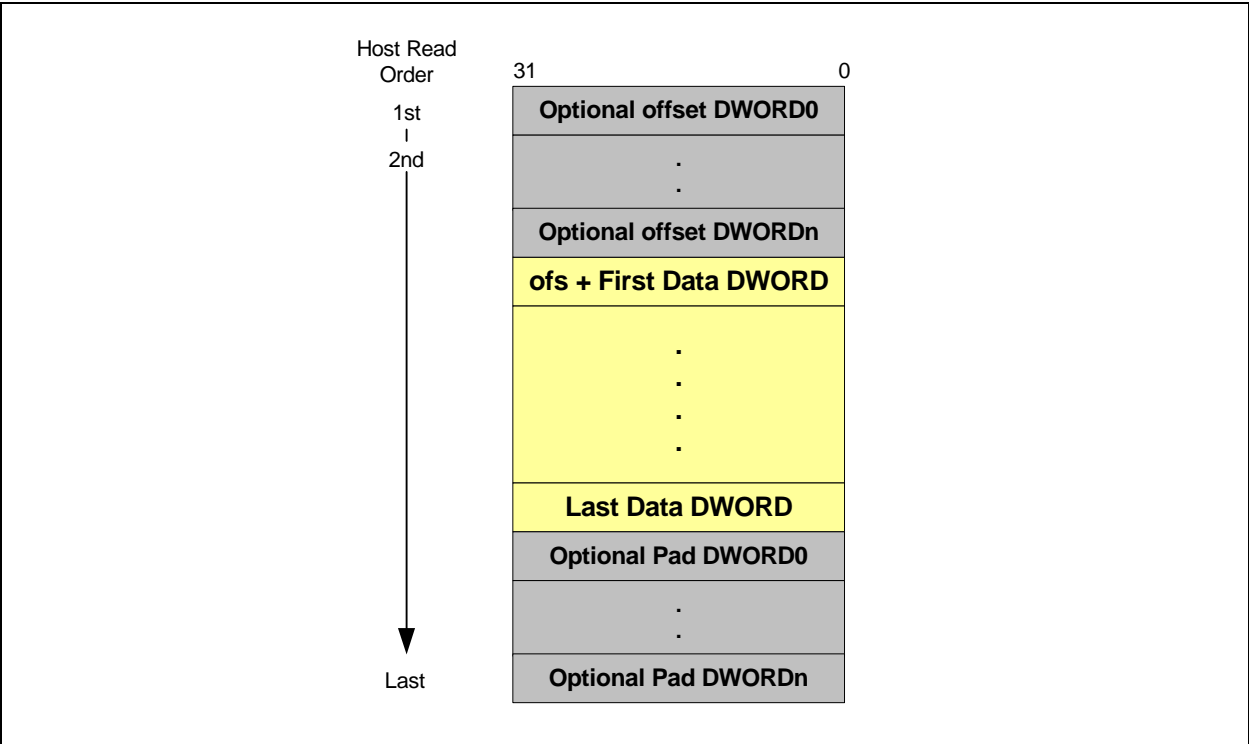 Host Read
Order
31 0
1st
2nd
Optional offset DWORD0
.
.
Optional offset DWORDn
ofs + First Data DWORD
.
.
.
.
Last Data DWORD
Optional Pad DWORD0
.
.
Last
Optional Pad DWORDn